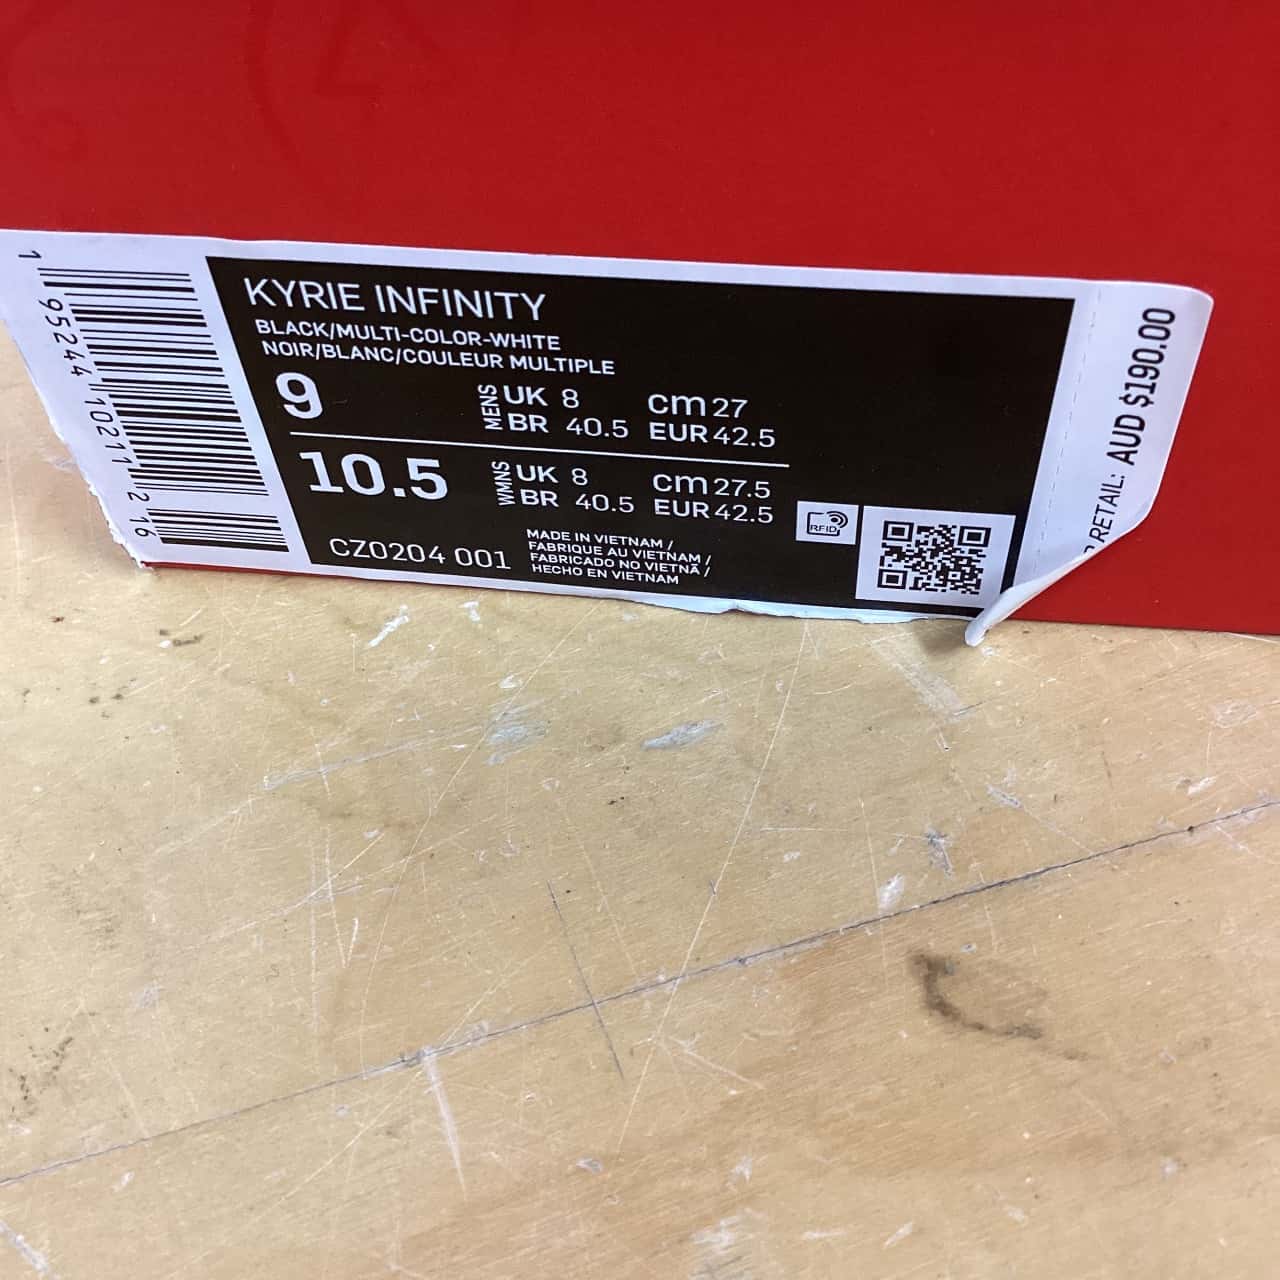 KYRIE INFINITY
BLACK/MULTI-COLOR-WHITE
NOIR/BLANC/COULEUR MULTIPLE
9 MENS UK 8 cm 27
BR 40.5 EUR 42.5
10.5 WMNS UK 8 cm 27.5
BR 40.5 EUR 42.5
CZ0204 001
MADE IN VIETNAM /
FABRIQUE AU VIETNAM /
FABRICADO NO VIETNÃ /
HECHO EN VIETNAM
RFID
1 95244 10211 2 16
RETAIL: AUD $190.00